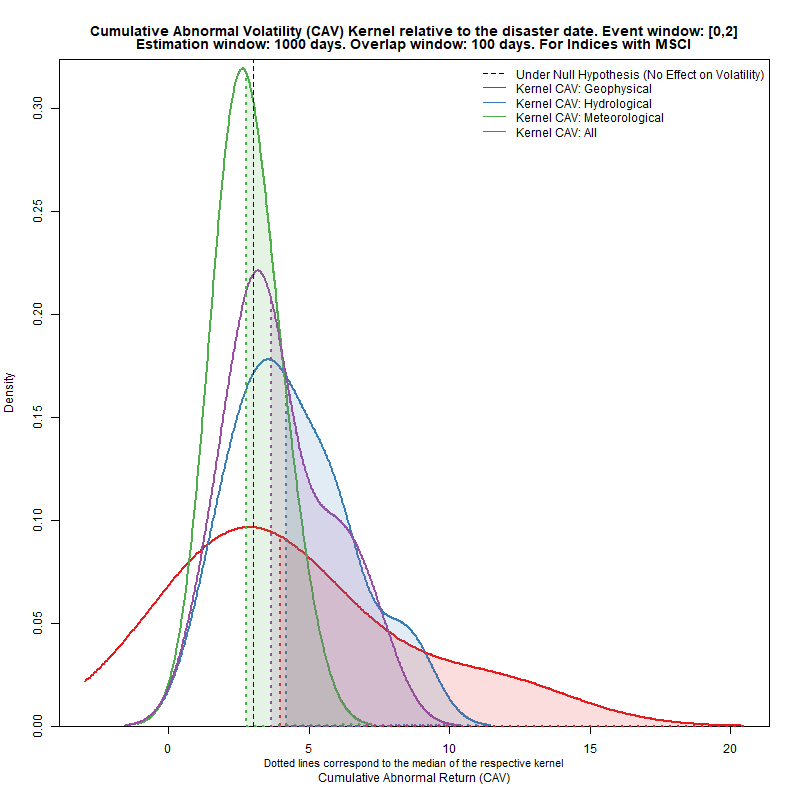 Cumulative Abnormal Volatility (CAV) Kernel relative to the disaster date. Event window: [0,2]
Estimation window: 1000 days. Overlap window: 100 days. For Indices with MSCI
Under Null Hypothesis (No Effect on Volatility)
Kernel CAV: Geophysical
Kernel CAV: Hydrological
Kernel CAV: Meteorological
Kernel CAV: All
Density
0.30
0.25
0.20
0.15
0.10
0.05
0.00
0 5 10 15 20
Dotted lines correspond to the median of the respective kernel
Cumulative Abnormal Return (CAV)